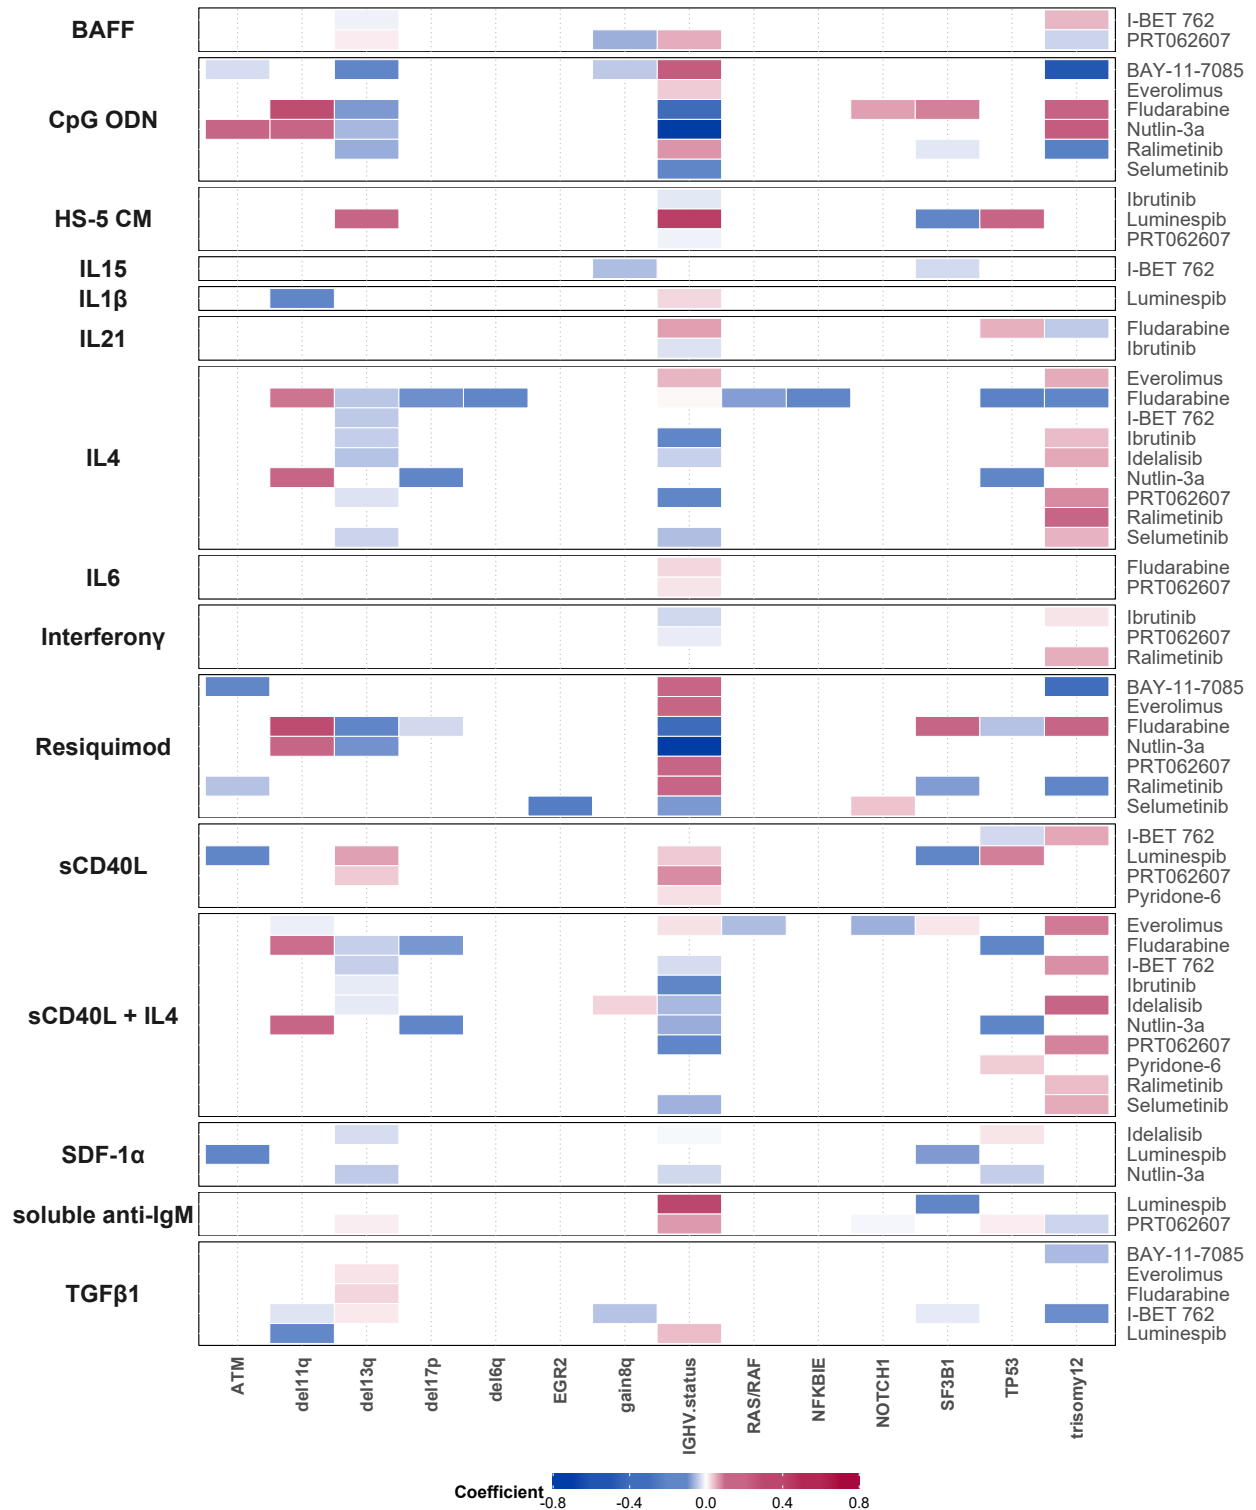 BAFF
I-BET 762
PRT062607
CpG ODN
BAY-11-7085
Everolimus
Fludarabine
Nutlin-3a
Ralimetinib
Selumetinib
HS-5 CM
Ibrutinib
Luminespib
PRT062607
IL15
I-BET 762
IL1β
Luminespib
IL21
Fludarabine
Ibrutinib
IL4
Everolimus
Fludarabine
I-BET 762
Ibrutinib
Idelalisib
Nutlin-3a
PRT062607
Ralimetinib
Selumetinib
IL6
Fludarabine
PRT062607
Interferonγ
Ibrutinib
PRT062607
Ralimetinib
Resiquimod
BAY-11-7085
Everolimus
Fludarabine
Nutlin-3a
PRT062607
Ralimetinib
Selumetinib
sCD40L
I-BET 762
Luminespib
PRT062607
Pyridone-6
sCD40L + IL4
Everolimus
Fludarabine
I-BET 762
Ibrutinib
Idelalisib
Nutlin-3a
PRT062607
Pyridone-6
Ralimetinib
Selumetinib
SDF-1α
Idelalisib
Luminespib
Nutlin-3a
soluble anti-IgM
Luminespib
PRT062607
TGFβ1
BAY-11-7085
Everolimus
Fludarabine
I-BET 762
Luminespib
ATM
del11q
del13q
del17p
del6q
EGR2
gain8q
IGHV.status
RAS/RAF
NFKBIE
NOTCH1
SF3B1
TP53
trisomy12
Coefficient
-0.8 -0.4 0.0 0.4 0.8